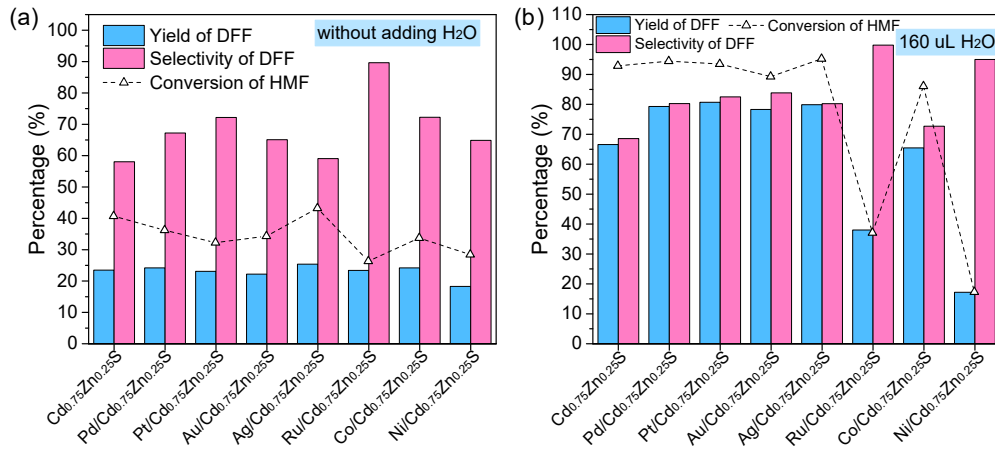 (a)
Yield of DFF
Selectivity of DFF
Conversion of HMF
without adding H2O
Percentage (%)
100
90
80
70
60
50
40
30
20
10
0
Cd0.75Zn0.25S
Pd/Cd0.75Zn0.25S
Pt/Cd0.75Zn0.25S
Au/Cd0.75Zn0.25S
Ag/Cd0.75Zn0.25S
Ru/Cd0.75Zn0.25S
Co/Cd0.75Zn0.25S
Ni/Cd0.75Zn0.25S
(b)
Yield of DFF
Selectivity of DFF
Conversion of HMF
160 uL H2O
Percentage (%)
110
100
90
80
70
60
50
40
30
20
10
0
Cd0.75Zn0.25S
Pd/Cd0.75Zn0.25S
Pt/Cd0.75Zn0.25S
Au/Cd0.75Zn0.25S
Ag/Cd0.75Zn0.25S
Ru/Cd0.75Zn0.25S
Co/Cd0.75Zn0.25S
Ni/Cd0.75Zn0.25S